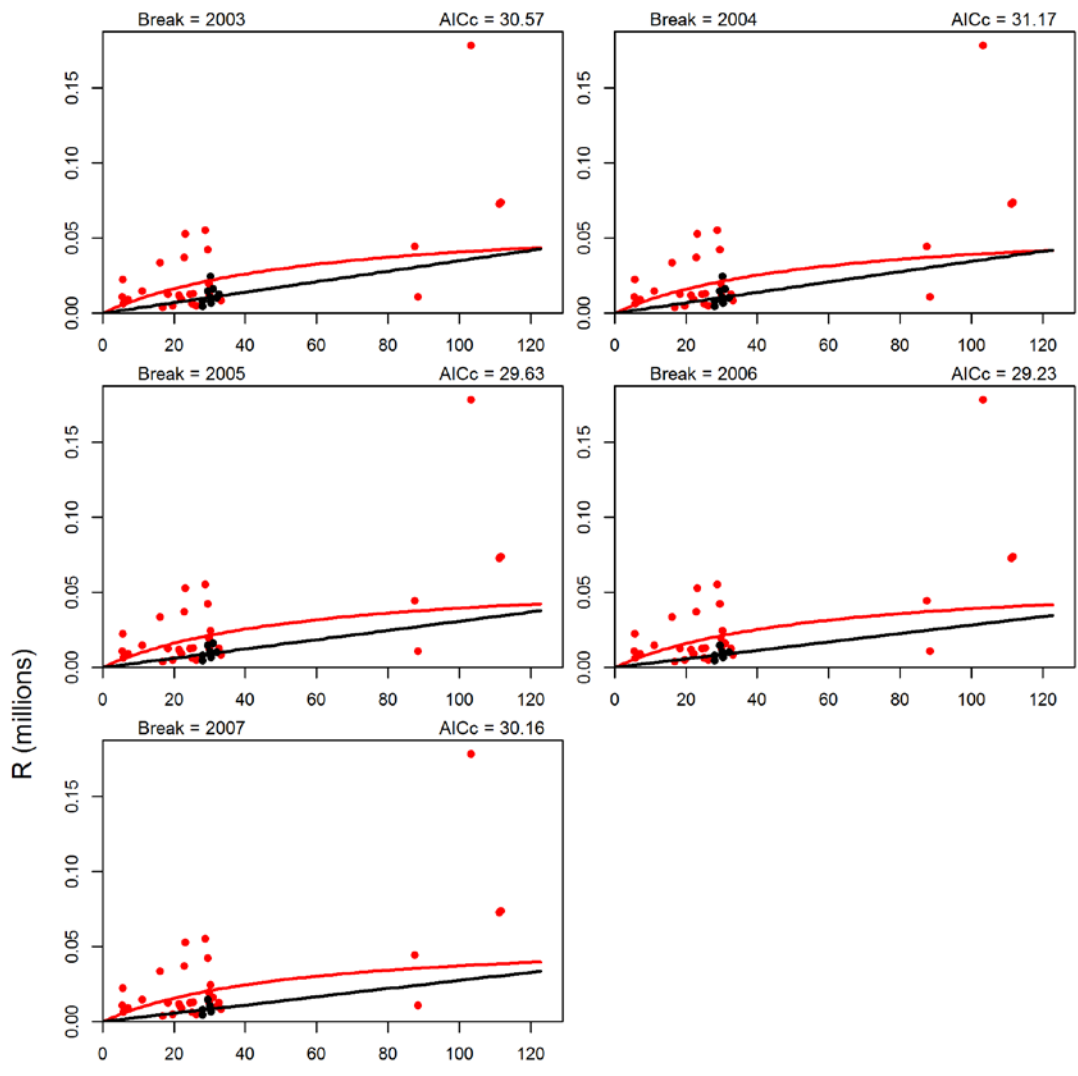 Break = 2003 AICc = 30.57
0.15
0.10
0.05
0.00
0 20 40 60 80 100 120
Break = 2004 AICc = 31.17
0.15
0.10
0.05
0.00
0 20 40 60 80 100 120
Break = 2005 AICc = 29.63
0.15
0.10
0.05
0.00
0 20 40 60 80 100 120
Break = 2006 AICc = 29.23
0.15
0.10
0.05
0.00
0 20 40 60 80 100 120
R (millions)
Break = 2007 AICc = 30.16
0.15
0.10
0.05
0.00
0 20 40 60 80 100 120